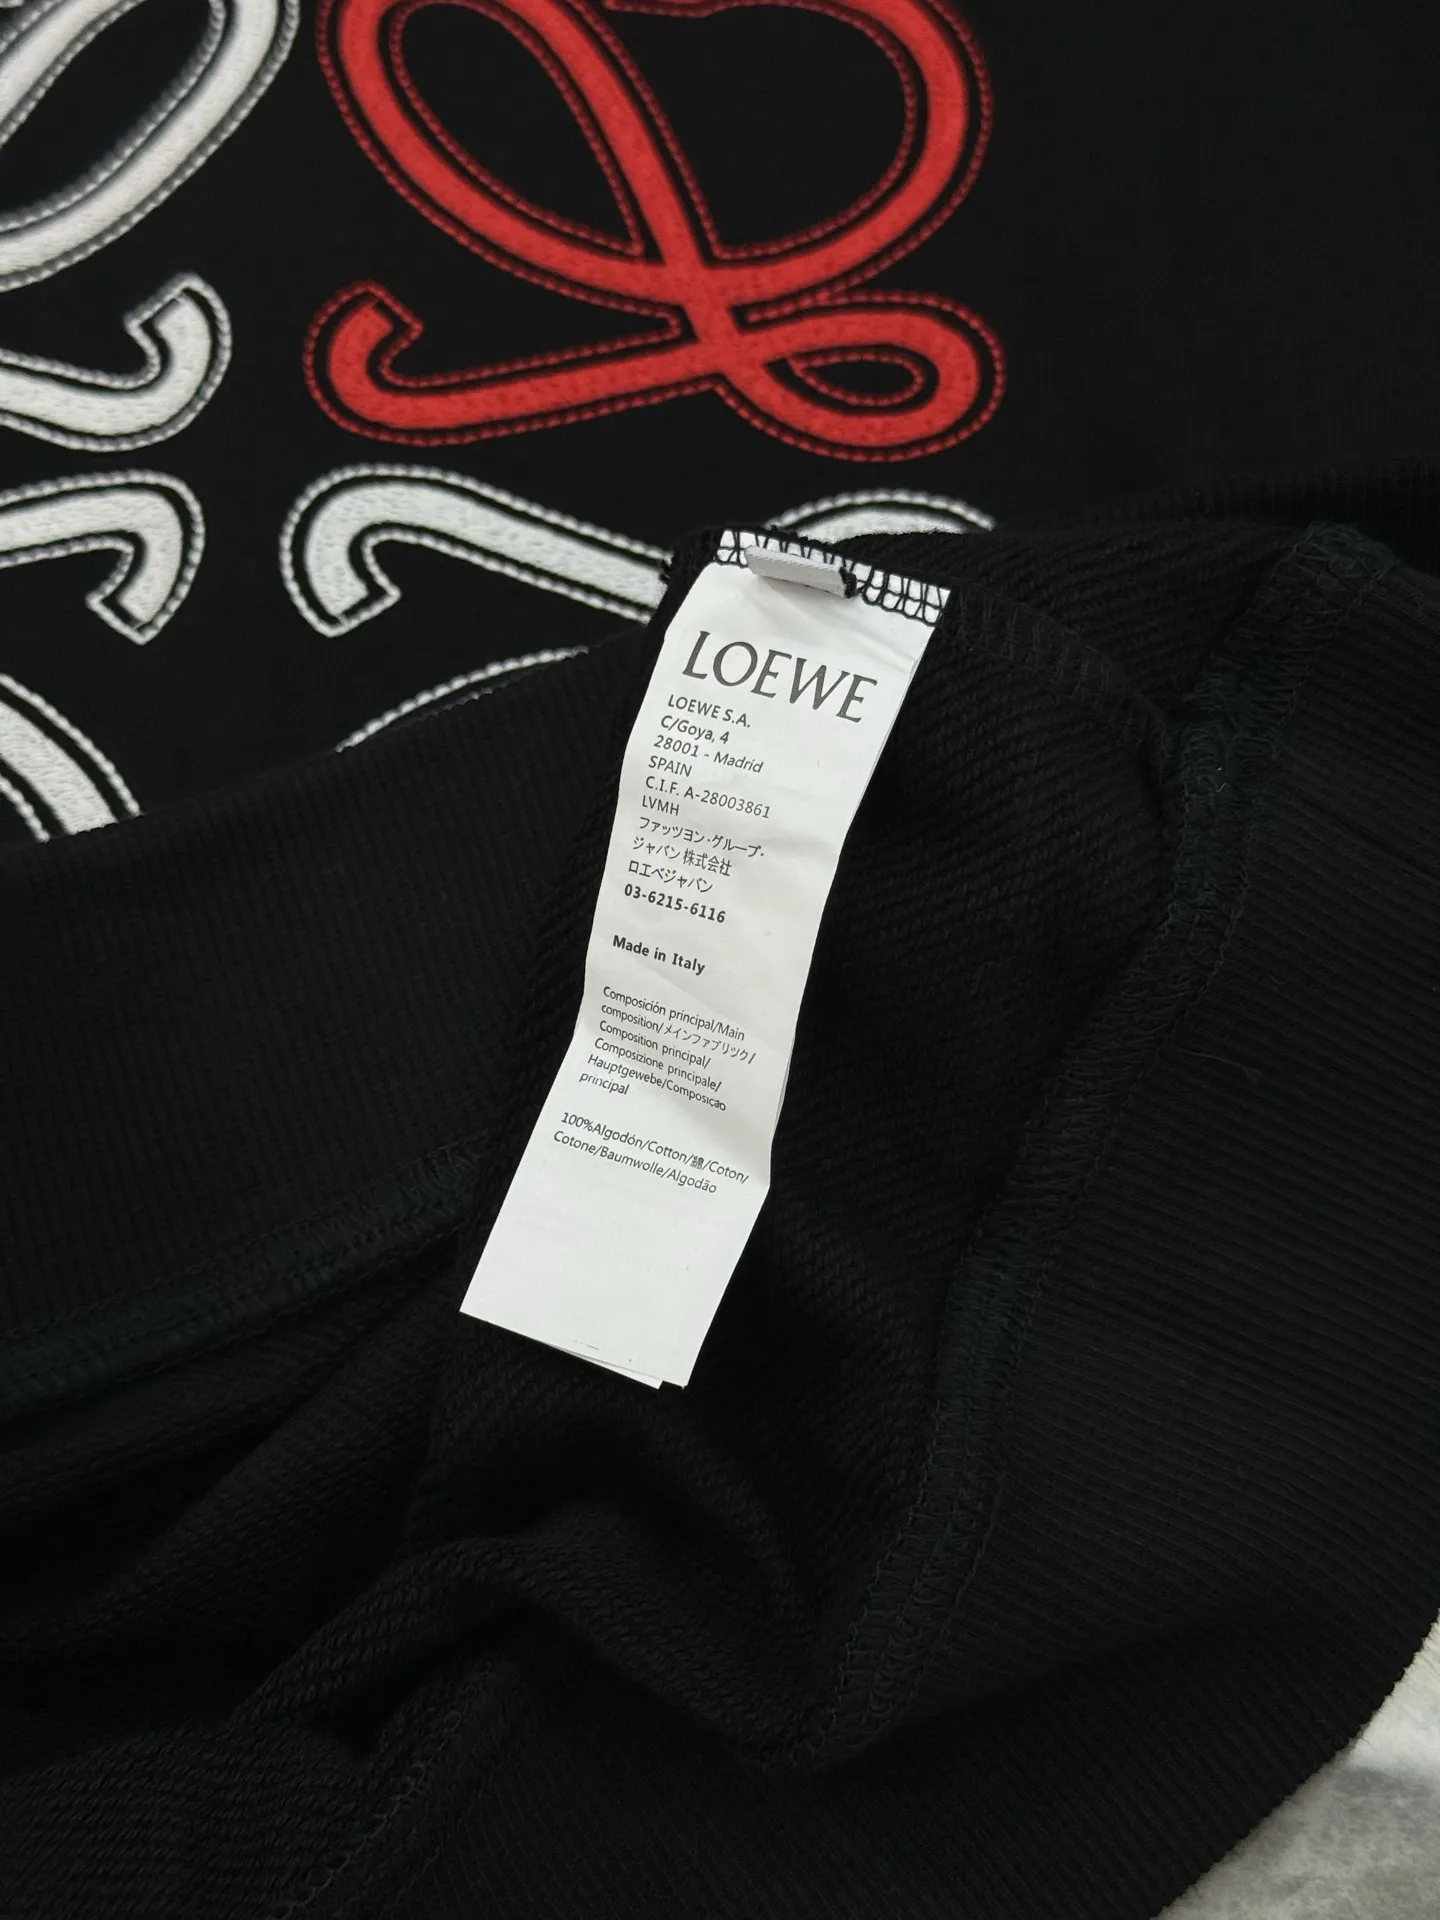 LOEWE
LOEWE S.A.
C/Goya, 4
28001 - Madrid
SPAIN
C.I.F. A-28003861
LVMH
ファッツヨン·グループ·
ジャパン 株式会社
ロエベジャパン
03-6215-6116
Made in Italy
Composición principal/Main
composition/メインファブリック/
Composition principal/
Composizione principale/
Hauptgewebe/Composição
principal
100%Algodón/Cotton/綿/Coton/
Cotone/Baumwolle/Algodão